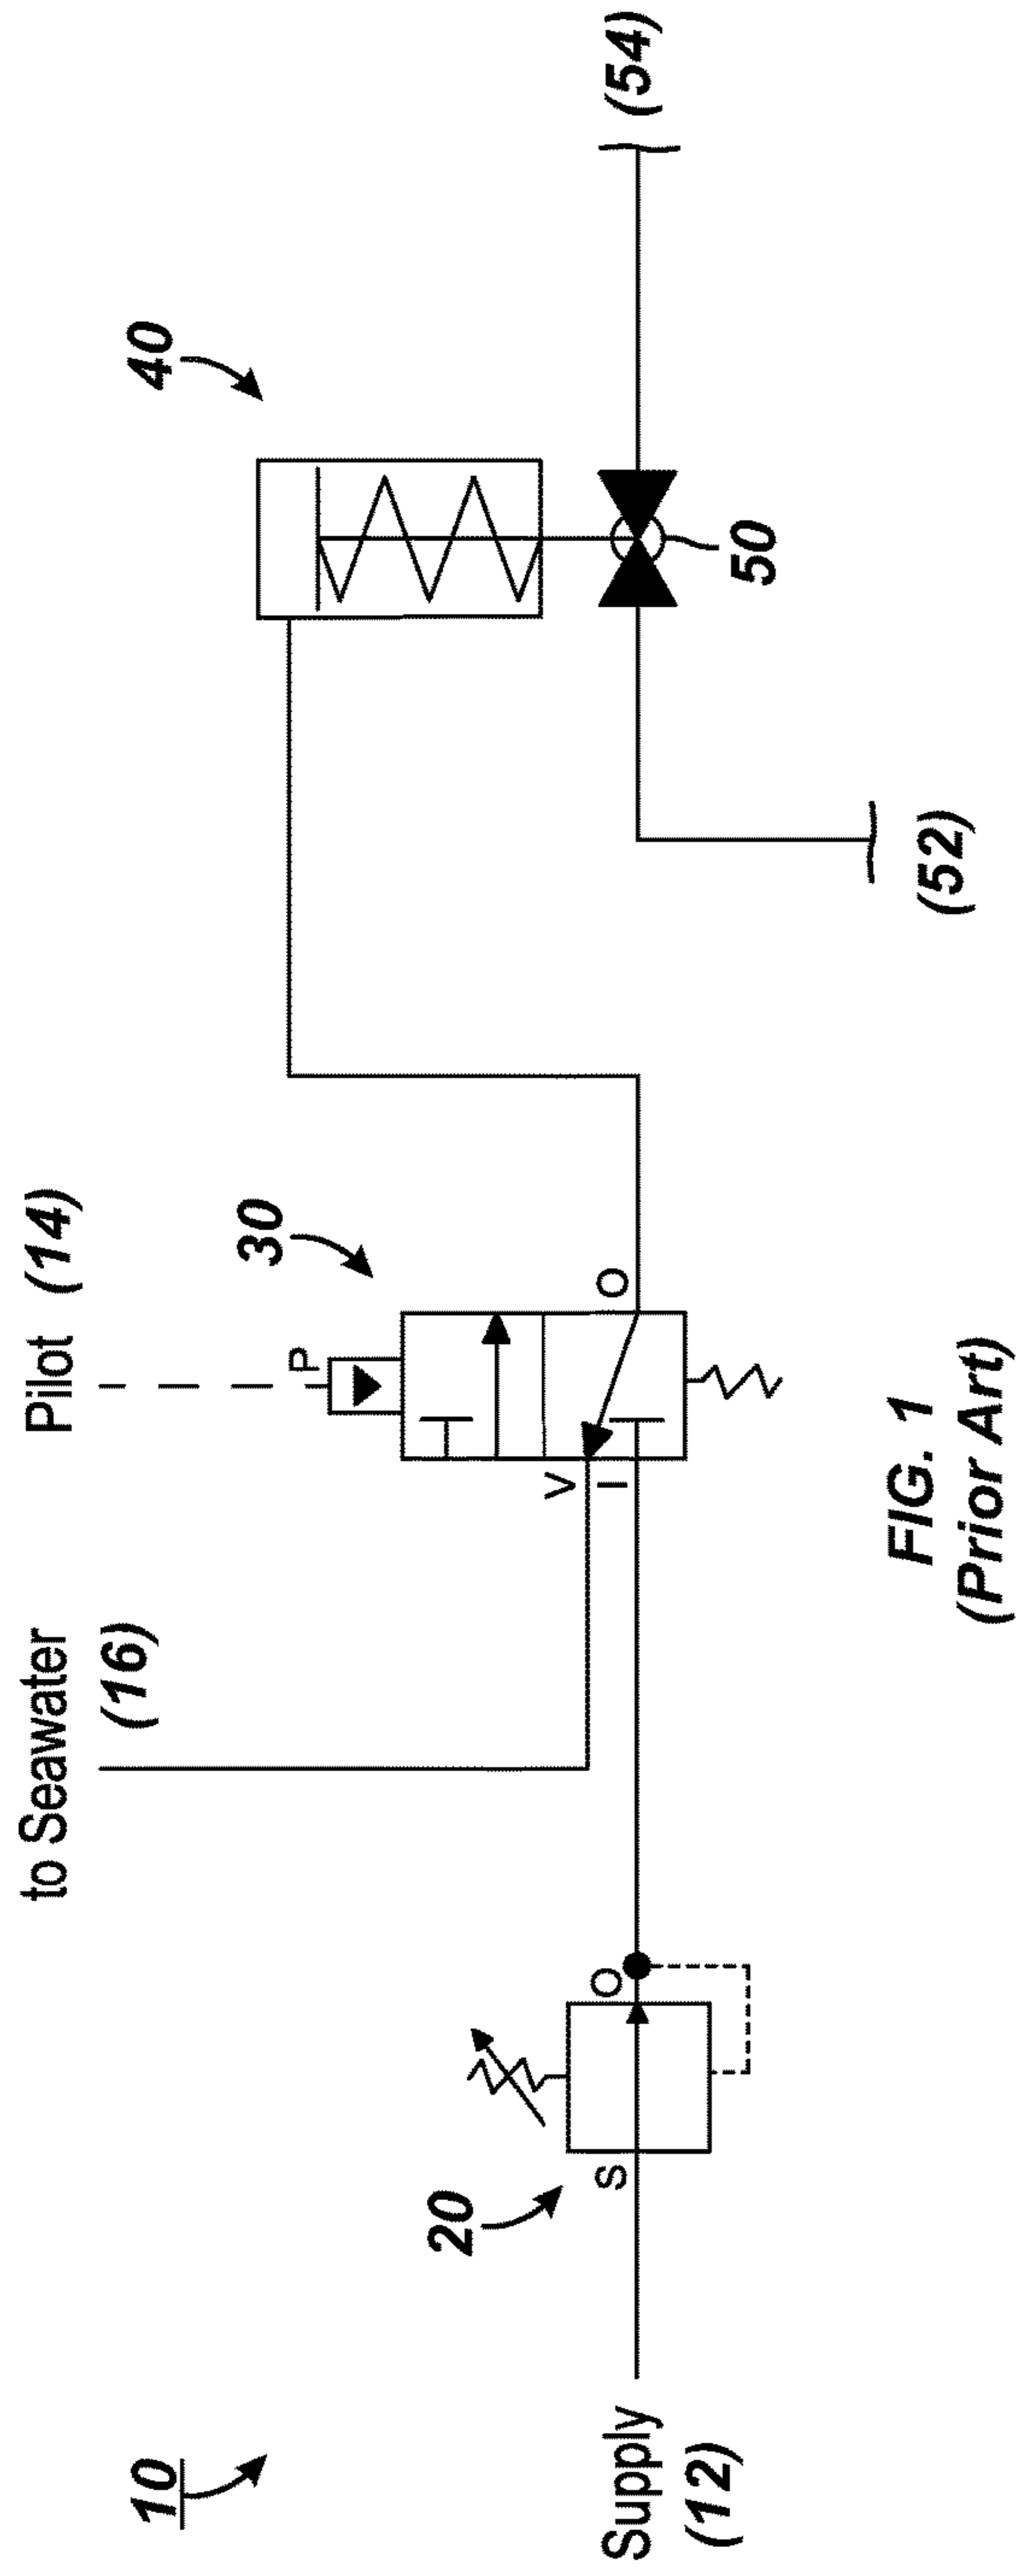 10
Supply
(12)
20
S
O
to Seawater
(16)
V
I
Pilot (14)
P
30
O
40
50
(52)
(54)
FIG. 1
(Prior Art)